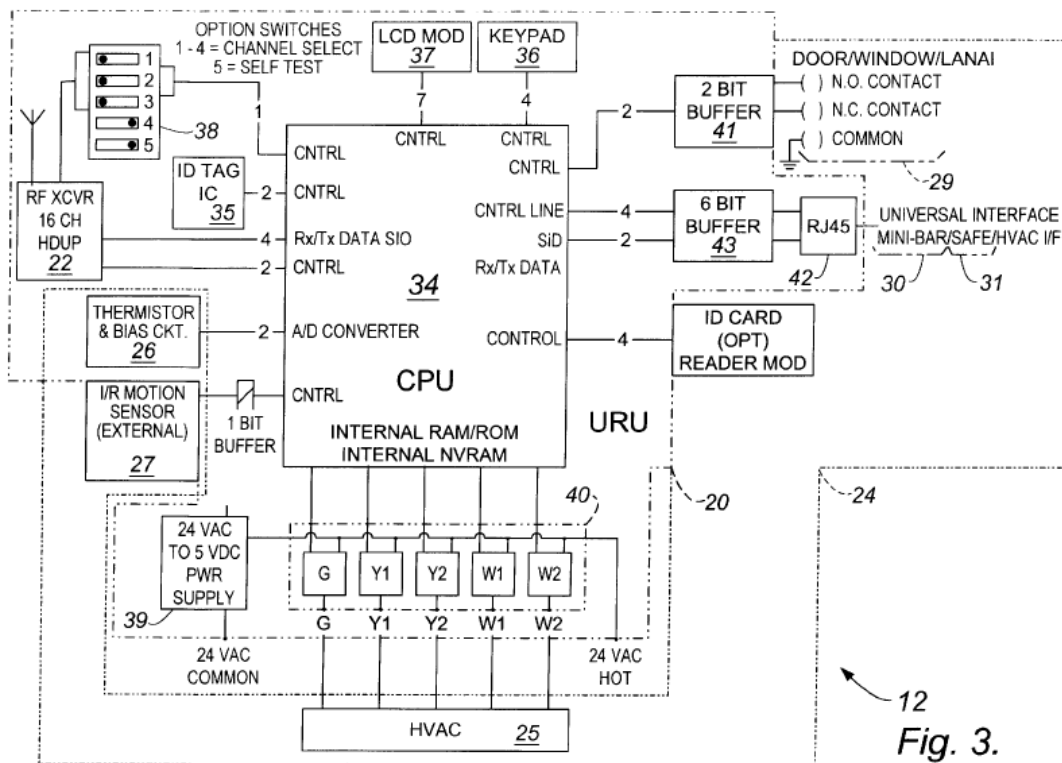 OPTION SWITCHES
1 - 4 = CHANNEL SELECT
5 = SELF TEST
1
2
3
4
5
38
LCD MOD
37
KEYPAD
36
DOOR/WINDOW/LANAI
( ) N.O. CONTACT
( ) N.C. CONTACT
( ) COMMON
29
2 BIT
BUFFER
41
1
7
4
2
CNTRL
CNTRL
CNTRL
CNTRL
ID TAG
IC
35
2
CNTRL
RF XCVR
16 CH
HDUP
22
4
Rx/Tx DATA SIO
2
CNTRL
CNTRL LINE
4
SiD
2
Rx/Tx DATA
6 BIT
BUFFER
43
RJ45
42
UNIVERSAL INTERFACE
MINI-BAR/SAFE/HVAC I/F
30
31
34
THERMISTOR
& BIAS CKT.
26
2
A/D CONVERTER
CONTROL
4
ID CARD
(OPT)
READER MOD
I/R MOTION
SENSOR
(EXTERNAL)
27
1 BIT
BUFFER
CNTRL
CPU
URU
INTERNAL RAM/ROM
INTERNAL NVRAM
40
20
24
24 VAC
TO 5 VDC
PWR
SUPPLY
39
G
Y1
Y2
W1
W2
G
Y1
Y2
W1
W2
24 VAC
COMMON
24 VAC
HOT
HVAC
25
12
Fig. 3.